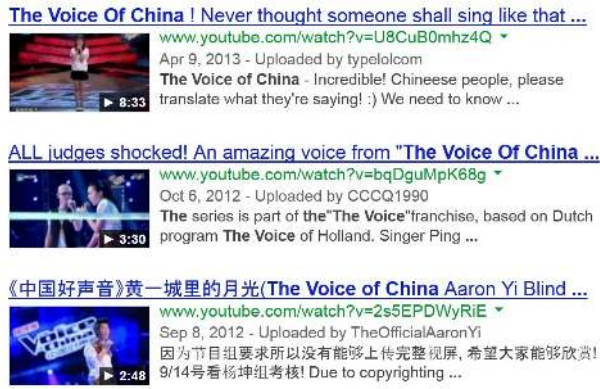 The Voice Of China ! Never thought someone shall sing like that ...
www.youtube.com/watch?v=U8CuB0mhz4Q
Apr 9, 2013 - Uploaded by typelolcom
The Voice of China - Incredible! Chineese people, please
translate what they're saying! :) We need to know ...
8:33
ALL judges shocked! An amazing voice from "The Voice Of China ...
www.youtube.com/watch?v=bqDguMpK68g
Oct 6, 2012 - Uploaded by CCCQ1990
The series is part of the"The Voice"franchise, based on Dutch
program The Voice of Holland. Singer Ping ...
3:30
《中国好声音》黄一城里的月光(The Voice of China Aaron Yi Blind ...
www.youtube.com/watch?v=2s5EPDWyRiE
Sep 8, 2012 - Uploaded by TheOfficialAaronYi
因为节目组要求所以没有能够上传完整视屏, 希望大家能够欣赏!
9/14号看杨坤组考核! Due to copyrighting ...
Voice
2:48